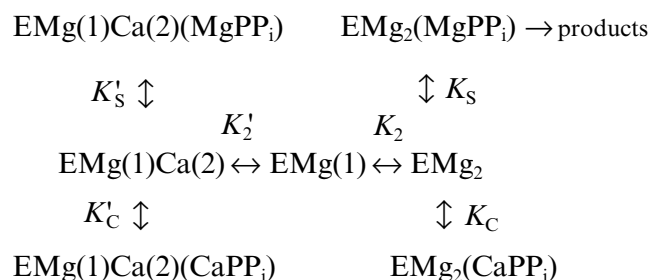 EMg(1)Ca(2)(MgPPᵢ) EMg₂(MgPPᵢ) → products
K'S ↕ ↕ KS
K'₂ K₂
EMg(1)Ca(2) ↔ EMg(1) ↔ EMg₂
K'C ↕ ↕ KC
EMg(1)Ca(2)(CaPPᵢ) EMg₂(CaPPᵢ)